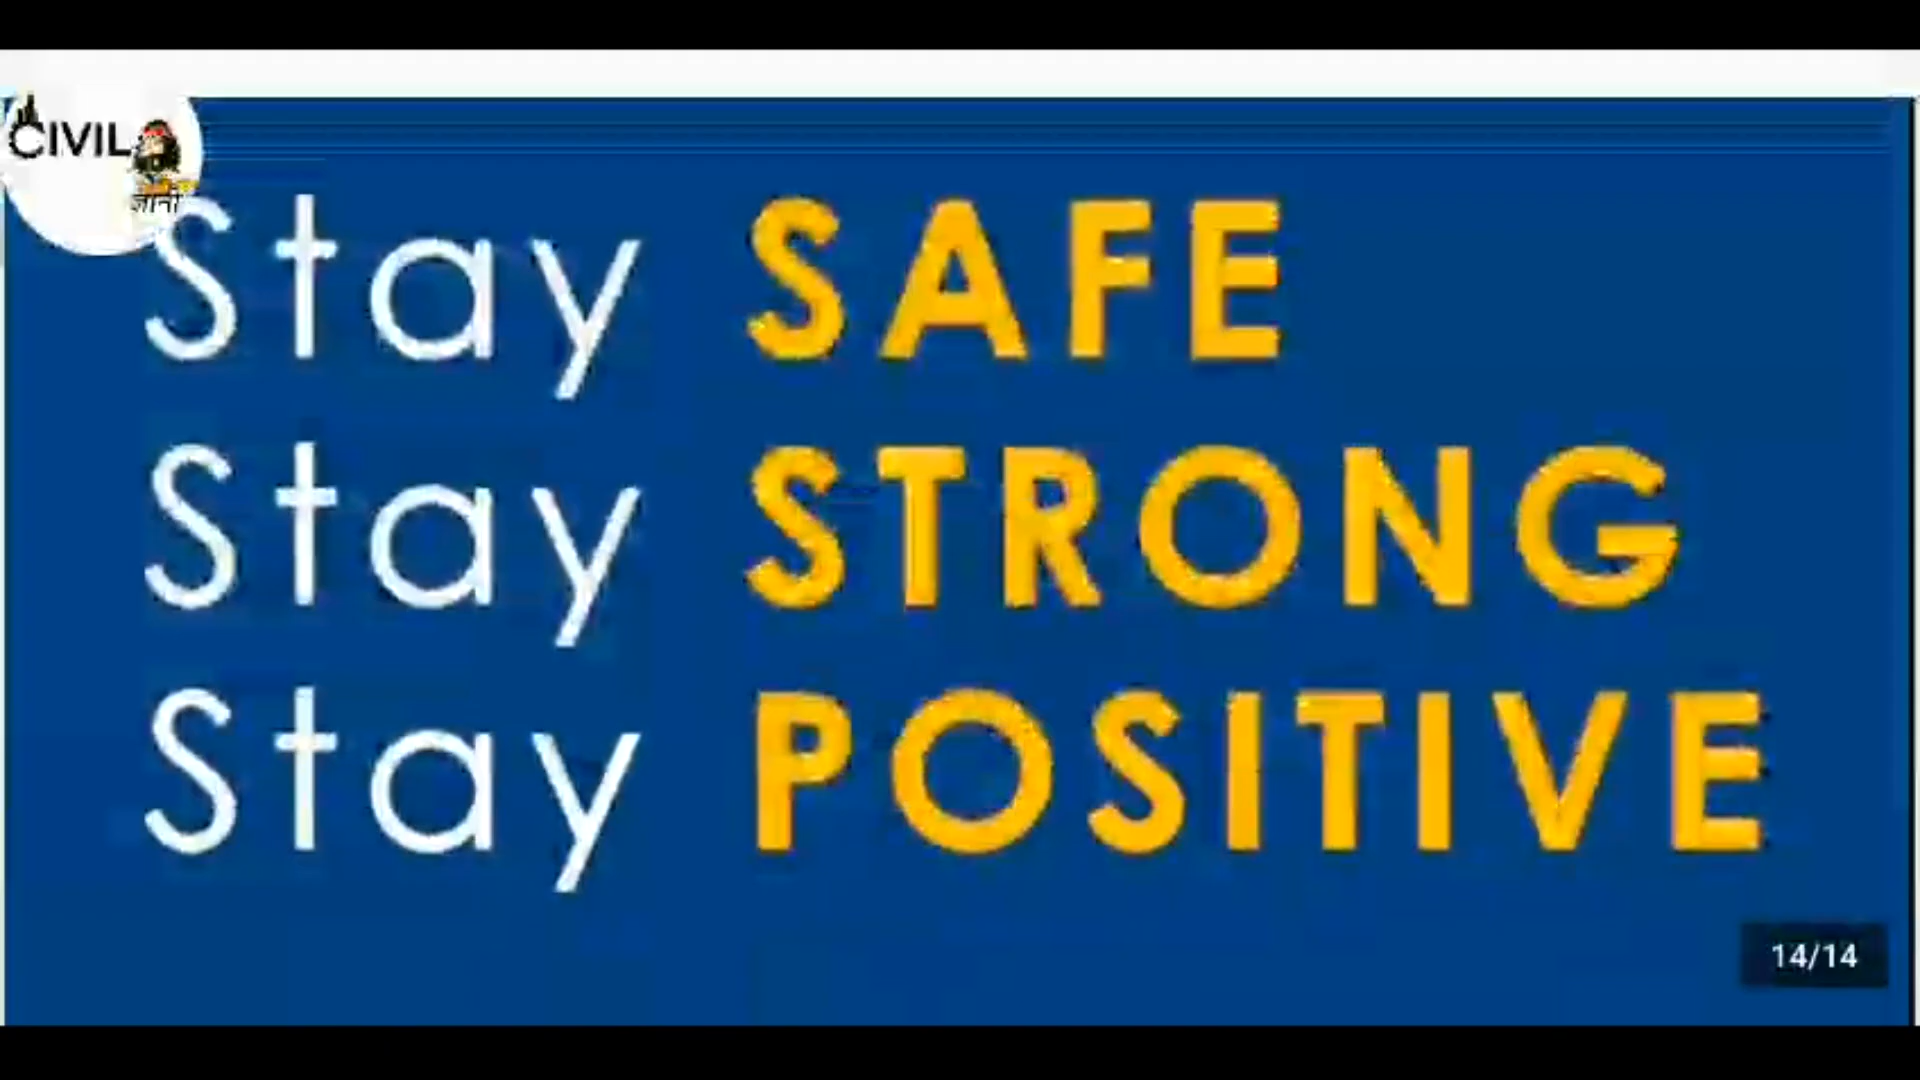 CIVIL
ज्ञानी
Stay SAFE
Stay STRONG
Stay POSITIVE
14/14